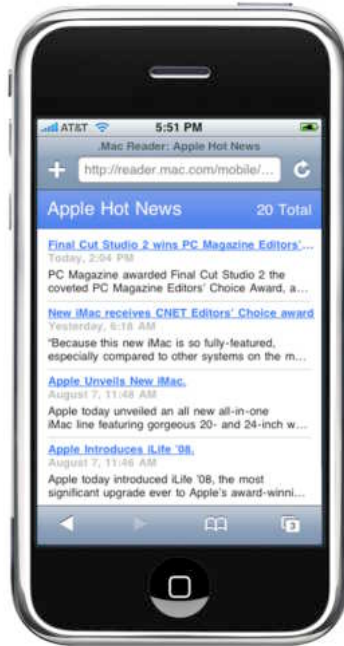 AT&T 5:51 PM
.Mac Reader: Apple Hot News
http://reader.mac.com/mobile/...
Apple Hot News 20 Total
Final Cut Studio 2 wins PC Magazine Editors'...
Today, 2:04 PM
PC Magazine awarded Final Cut Studio 2 the
coveted PC Magazine Editors' Choice Award, a...
New iMac receives CNET Editors' Choice award
Yesterday, 6:18 AM
"Because this new iMac is so fully-featured,
especially compared to other systems on the m...
Apple Unveils New iMac.
August 7, 11:48 AM
Apple today unveiled an all new all-in-one
iMac line featuring gorgeous 20- and 24-inch w...
Apple Introduces iLife '08.
August 7, 11:46 AM
Apple today introduced iLife '08, the most
significant upgrade ever to Apple's award-winni...
3